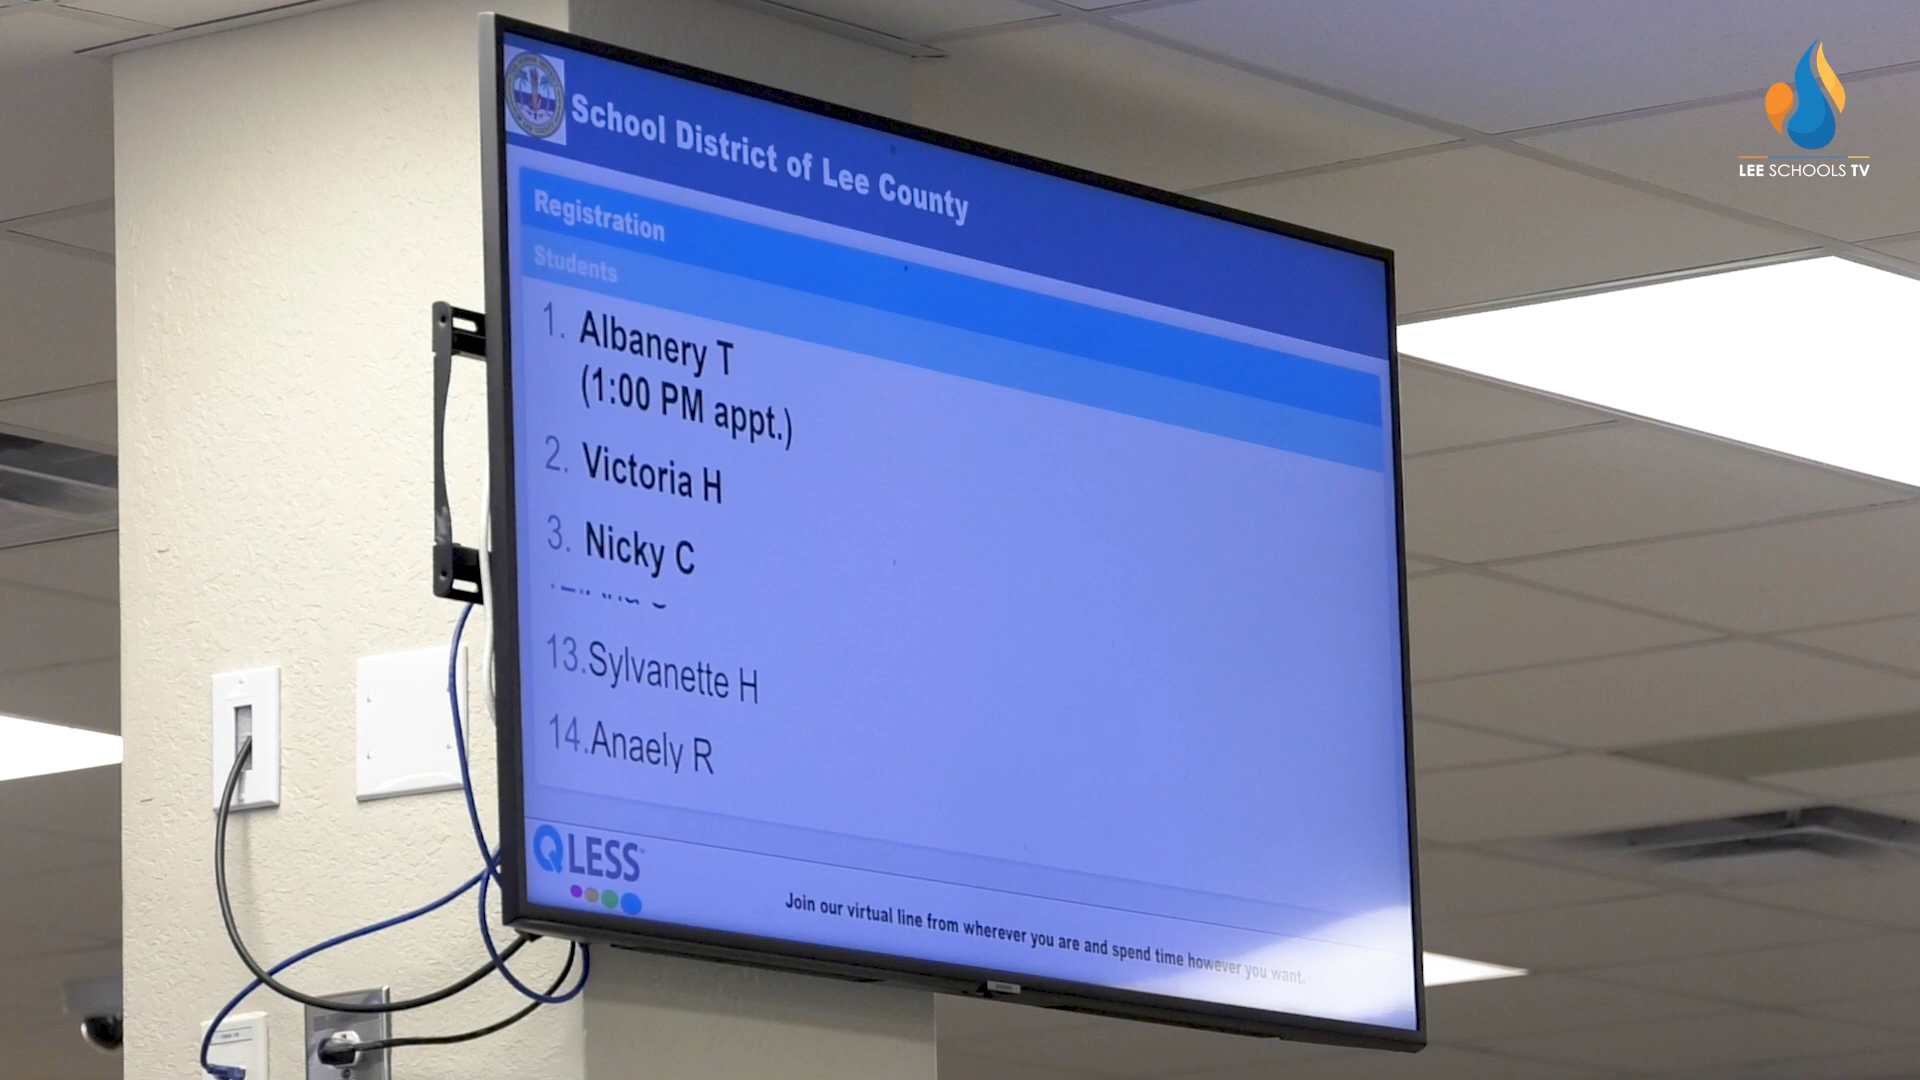 School District of Lee County
Registration
Students
1. Albanery T
(1:00 PM appt.)
2. Victoria H
3. Nicky C
13.Sylvanette H
14.Anaely R
QLESS
Join our virtual line from wherever you are and spend time however you want.
LEE SCHOOLS TV